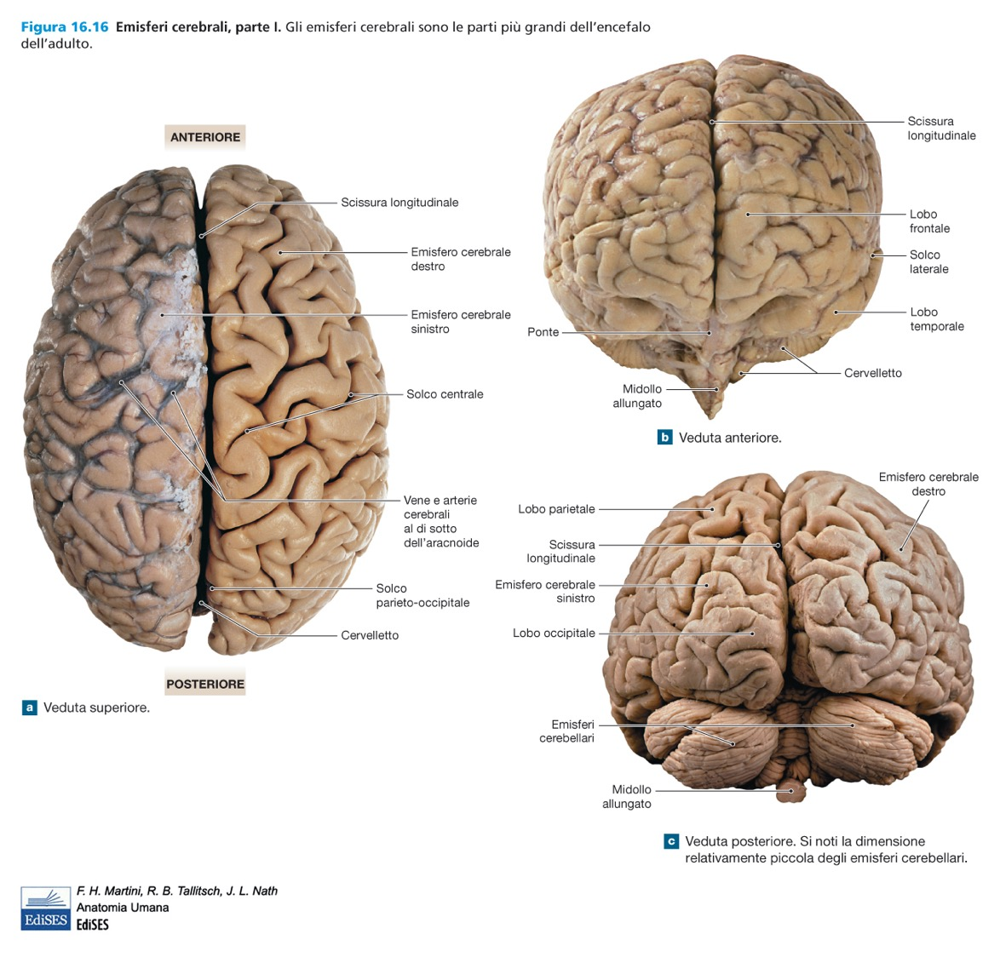 Figura 16.16 Emisferi cerebrali, parte I. Gli emisferi cerebrali sono le parti più grandi dell'encefalo
dell'adulto.
ANTERIORE
Scissura longitudinale
Emisfero cerebrale
destro
Emisfero cerebrale
sinistro
Solco centrale
Vene e arterie
cerebrali
al di sotto
dell'aracnoide
Solco
parieto-occipitale
Cervelletto
POSTERIORE
a Veduta superiore.
Scissura
longitudinale
Lobo
frontale
Solco
laterale
Lobo
temporale
Ponte
Cervelletto
Midollo
allungato
b Veduta anteriore.
Emisfero cerebrale
destro
Lobo parietale
Scissura
longitudinale
Emisfero cerebrale
sinistro
Lobo occipitale
Emisferi
cerebellari
Midollo
allungato
c Veduta posteriore. Si noti la dimensione
relativamente piccola degli emisferi cerebellari.
F. H. Martini, R. B. Tallitsch, J. L. Nath
Anatomia Umana
EdiSES
EdiSES